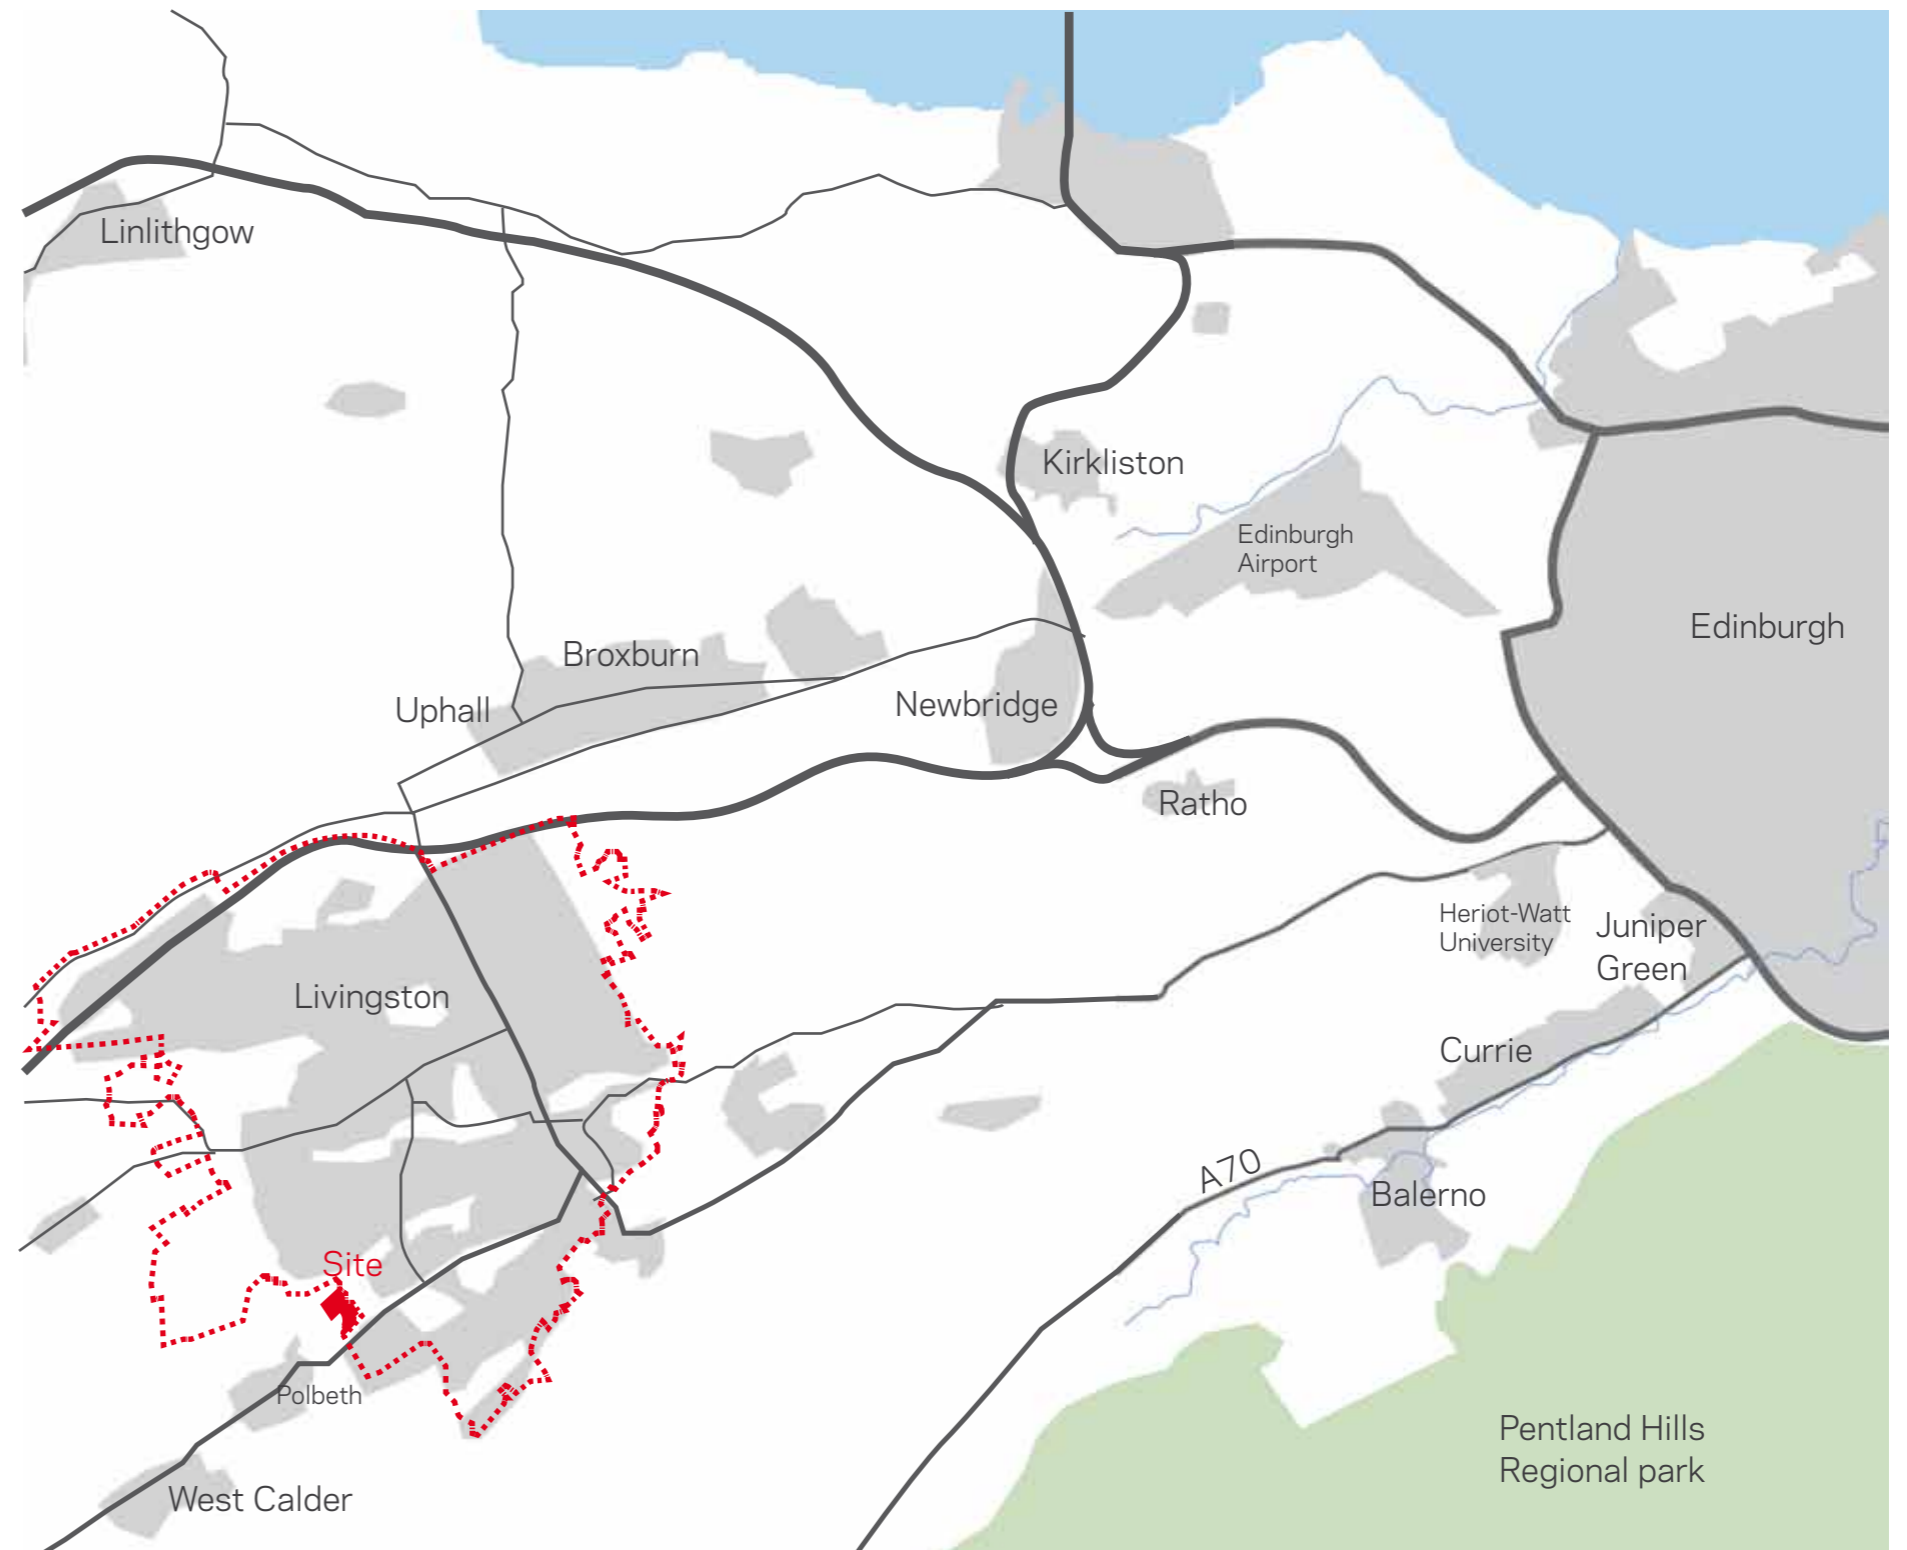 Linlithgow
Kirkliston
Edinburgh
Airport
Edinburgh
Broxburn
Uphall
Newbridge
Ratho
Heriot-Watt
University
Juniper
Green
Livingston
Currie
A70
Balerno
Site
Polbeth
Pentland Hills
Regional park
West Calder